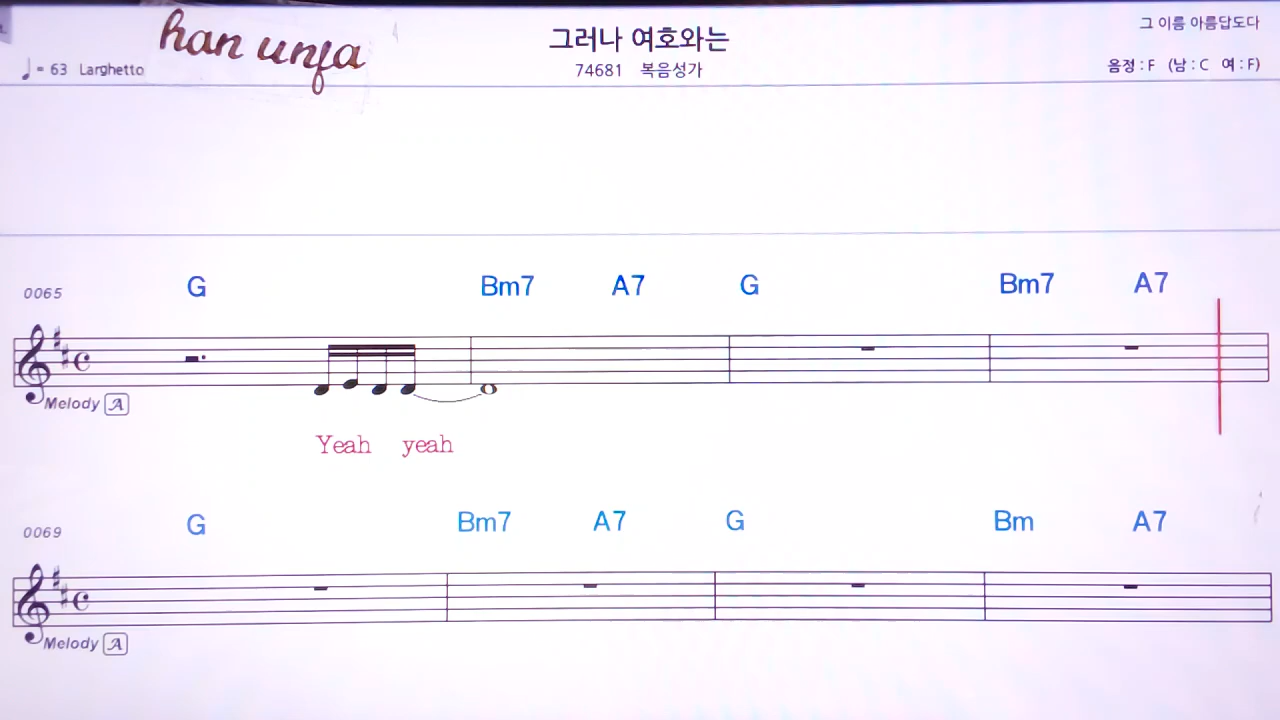 han unfa
그러나 여호와는
그 이름 아름답도다
♩= 63 Larghetto
74681 복음성가
음정 : F (남 : C 여 : F)
0065 G Bm7 A7 G Bm7 A7
Melody A
Yeah yeah
0069 G Bm7 A7 G Bm A7
Melody A